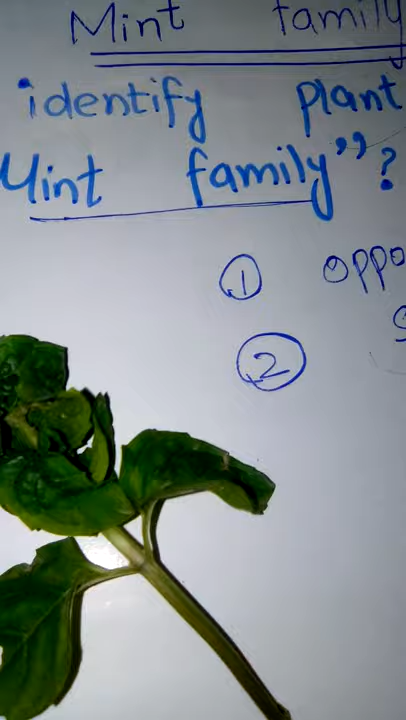 Mint family
identify plant
Mint family"?
① oppo
②